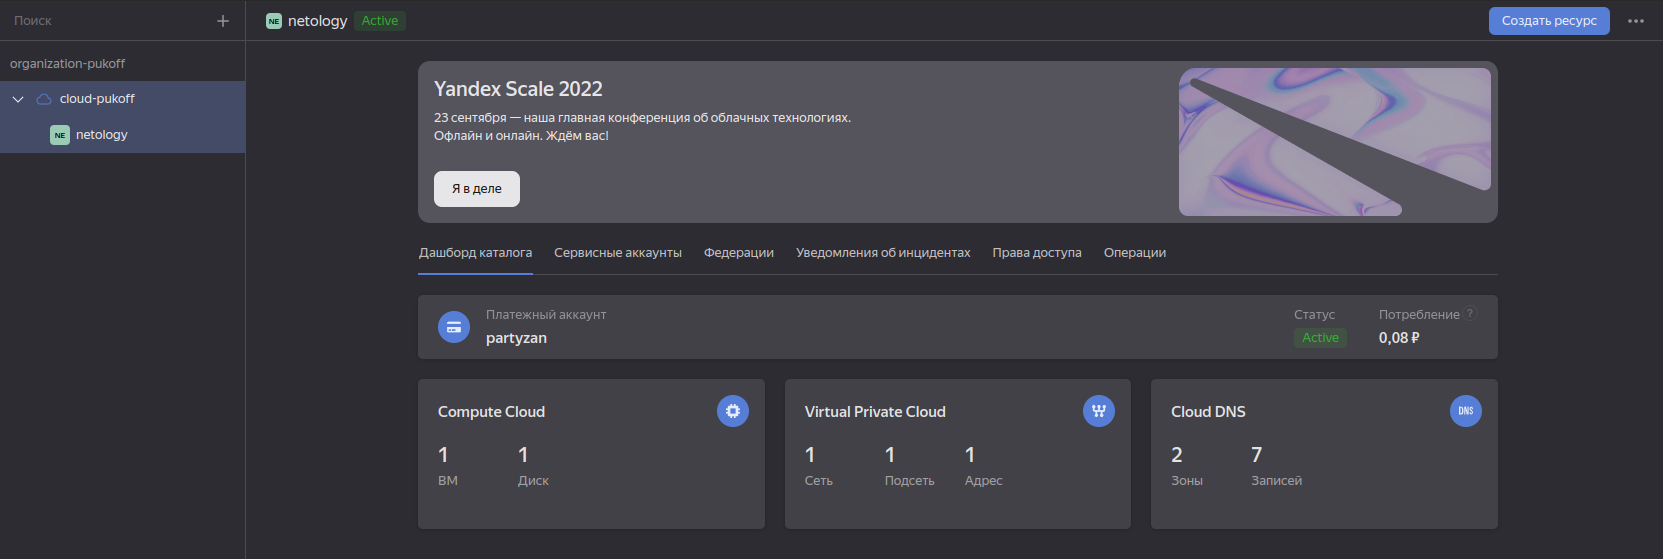 Поиск
organization-pukoff
cloud-pukoff
NE netology
NE netology Active
Создать ресурс
Yandex Scale 2022
23 сентября — наша главная конференция об облачных технологиях.
Офлайн и онлайн. Ждём вас!
Я в деле
Дашборд каталога Сервисные аккаунты Федерации Уведомления об инцидентах Права доступа Операции
Платежный аккаунт Статус Потребление ?
partyzan Active 0,08 ₽
Compute Cloud
1 1
ВМ Диск
Virtual Private Cloud
1 1 1
Сеть Подсеть Адрес
Cloud DNS DNS
2 7
Зоны Записей